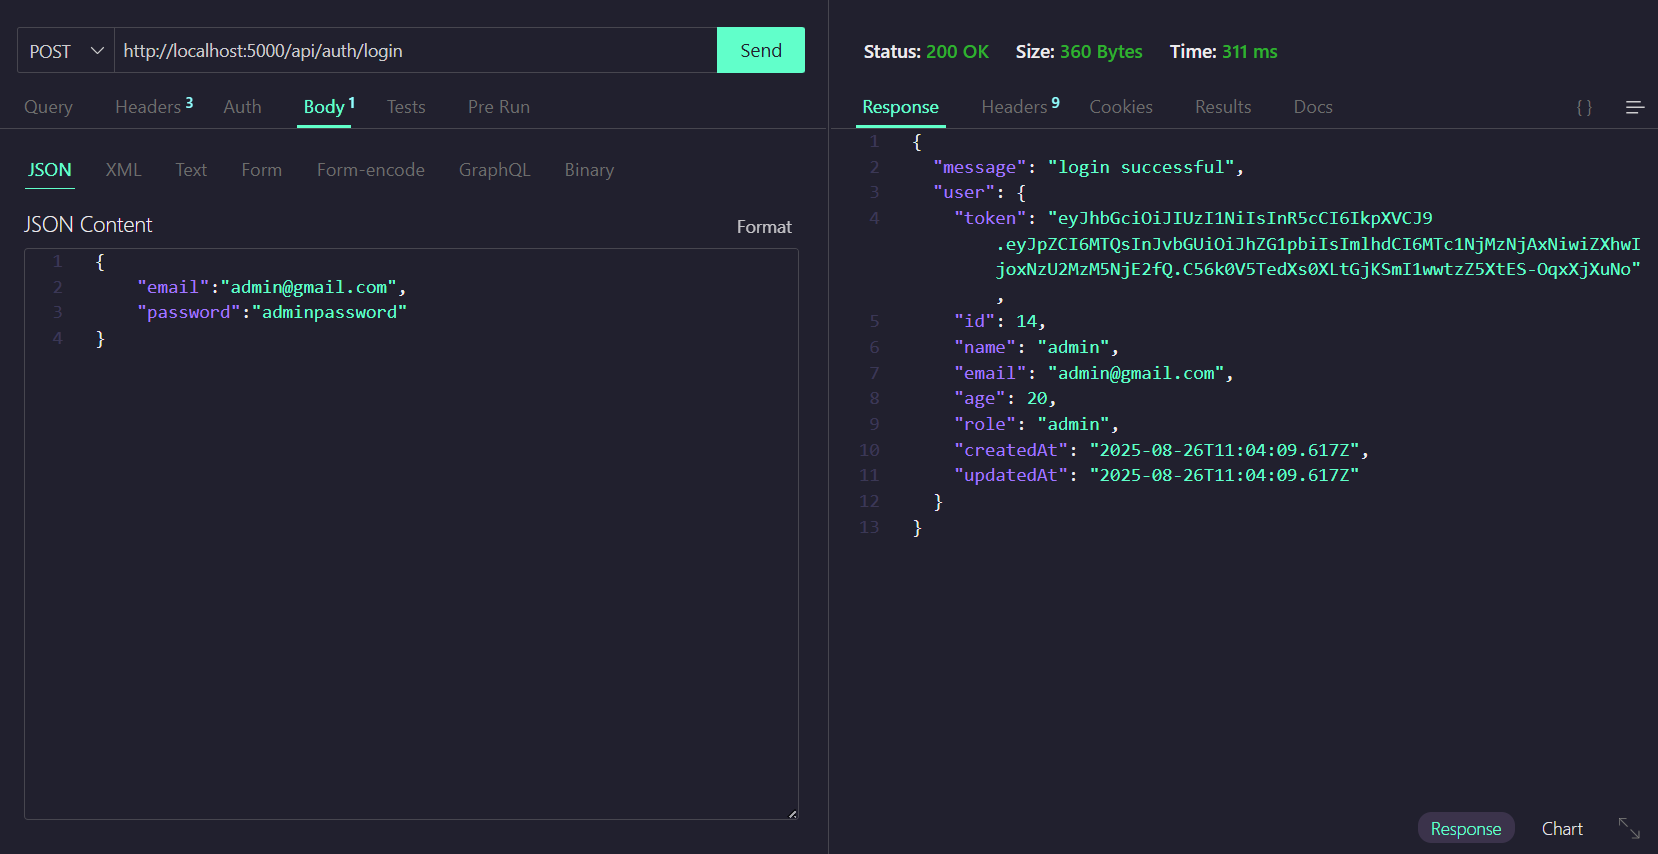 POST http://localhost:5000/api/auth/login Send
Query Headers 3 Auth Body 1 Tests Pre Run
JSON XML Text Form Form-encode GraphQL Binary
JSON Content Format
1 {
2 "email":"admin@gmail.com",
3 "password":"adminpassword"
4 }
Status: 200 OK Size: 360 Bytes Time: 311 ms
Response Headers 9 Cookies Results Docs { }
1 {
2 "message": "login successful",
3 "user": {
4 "token": "eyJhbGciOiJIUzI1NiIsInR5cCI6IkpXVCJ9
.eyJpZCI6MTQsInJvbGUiOiJhZG1pbiIsImlhdCI6MTc1NjMzNjAxNiwiZXhwI
joxNzU2MzM5NjE2fQ.C56k0V5TedXs0XLtGjKSmI1wwtzZ5XtES-OqxXjXuNo"
,
5 "id": 14,
6 "name": "admin",
7 "email": "admin@gmail.com",
8 "age": 20,
9 "role": "admin",
10 "createdAt": "2025-08-26T11:04:09.617Z",
11 "updatedAt": "2025-08-26T11:04:09.617Z"
12 }
13 }
Response Chart